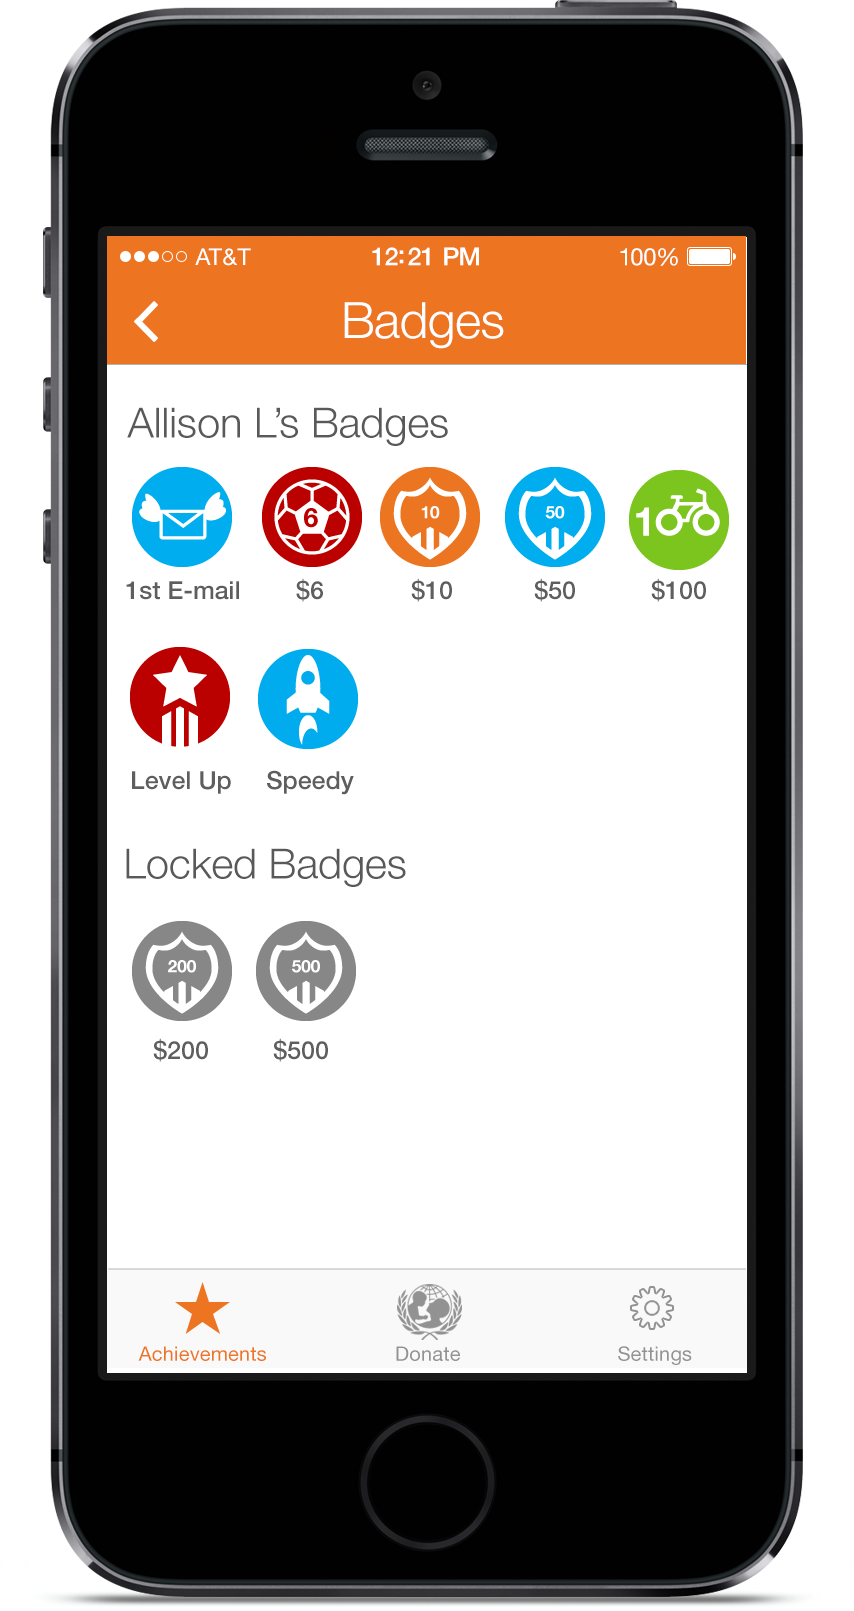 AT&T 12:21 PM 100%
Badges
Allison L's Badges
6 10 50 100
1st E-mail $6 $10 $50 $100
Level Up Speedy
Locked Badges
200 500
$200 $500
Achievements Donate Settings